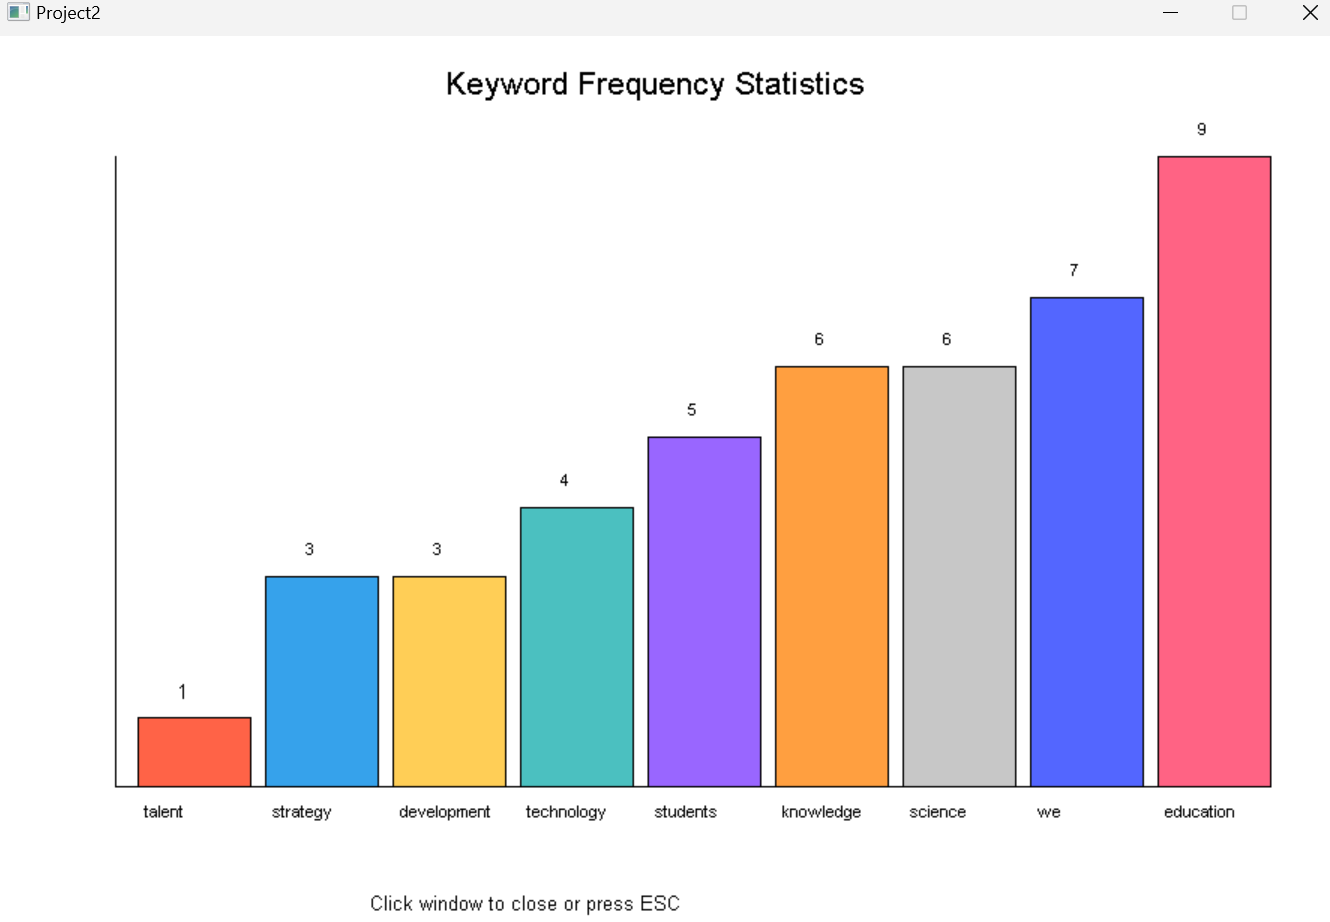 Project2
Keyword Frequency Statistics
9
7
6 6
5
4
3 3
1
talent strategy development technology students knowledge science we education
Click window to close or press ESC